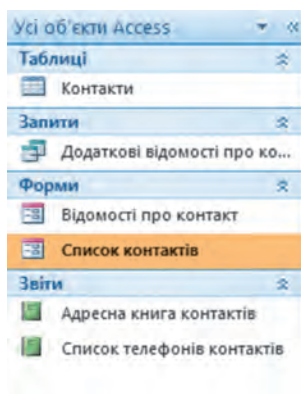 Усі об'єкти Access
Таблиці
Контакти
Запити
Додаткові відомості про ко...
Форми
Відомості про контакт
Список контактів
Звіти
Адресна книга контактів
Список телефонів контактів